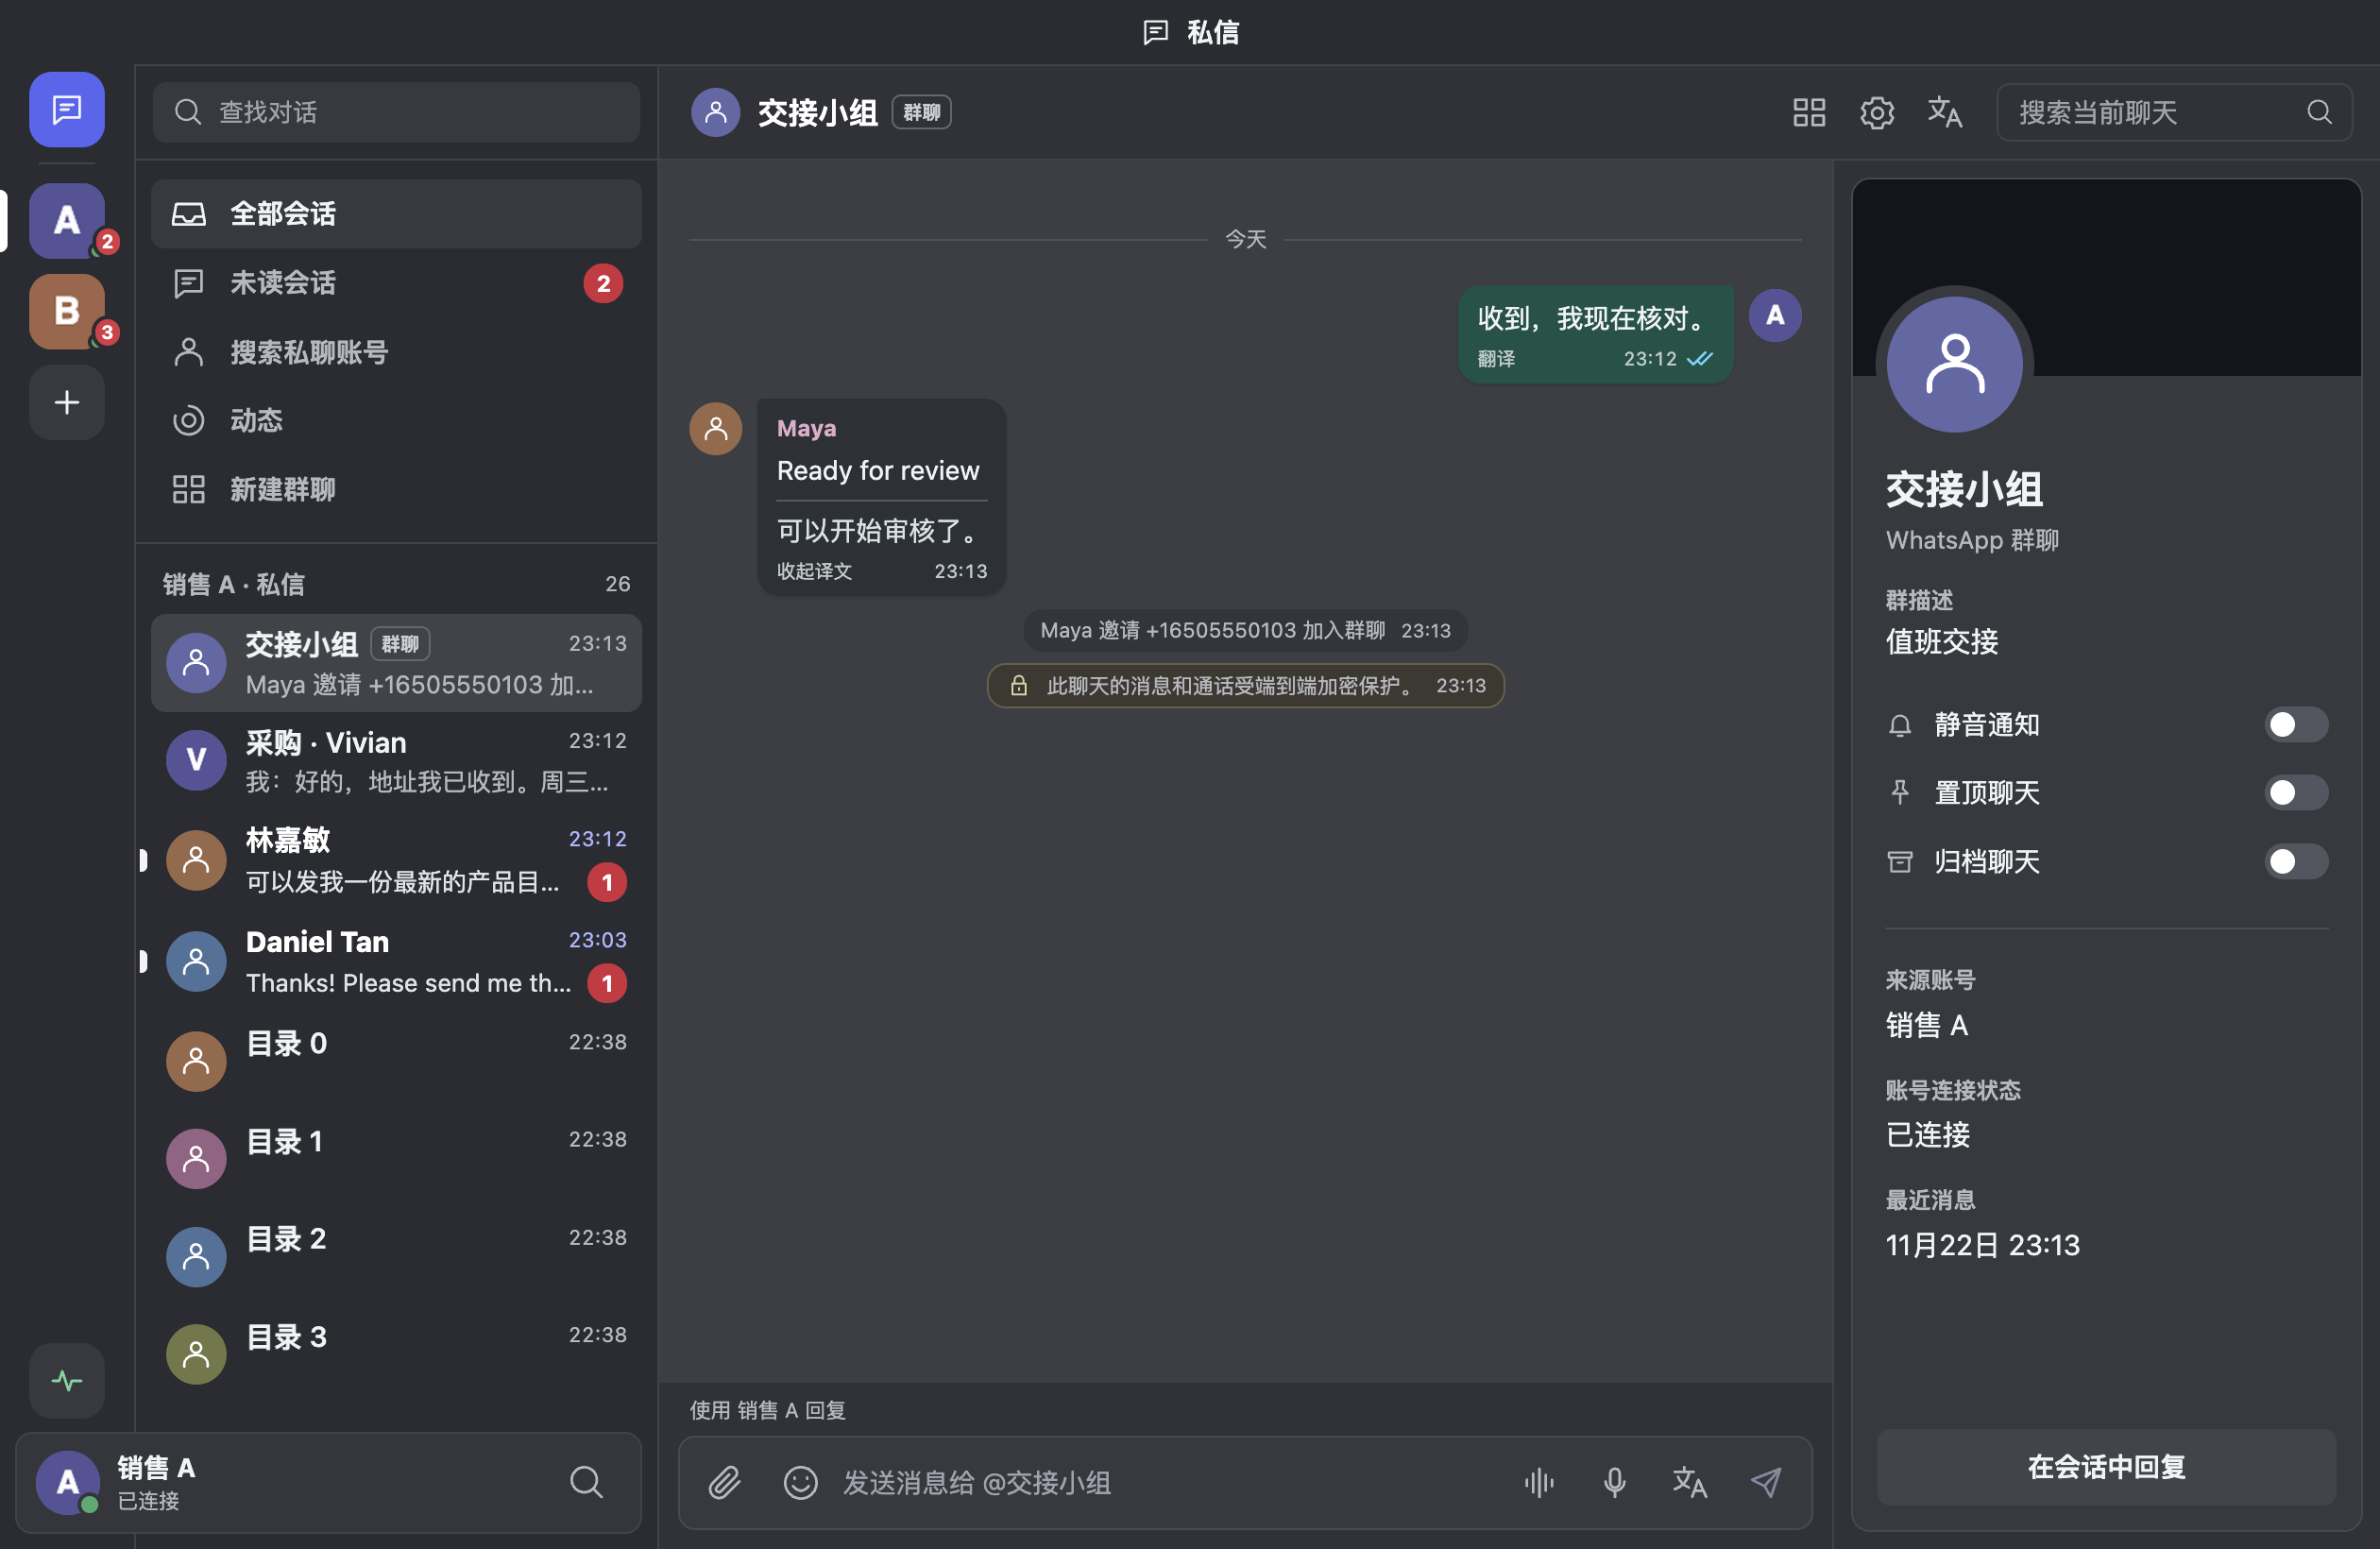 私信
查找对话
A
2
B
3
全部会话
未读会话
2
搜索私聊账号
动态
新建群聊
销售 A · 私信
26
交接小组
群聊
23:13
Maya 邀请 +16505550103 加...
V
采购 · Vivian
23:12
我：好的，地址我已收到。周三...
林嘉敏
23:12
可以发我一份最新的产品目...
1
Daniel Tan
23:03
Thanks! Please send me th...
1
目录 0
22:38
目录 1
22:38
目录 2
22:38
目录 3
22:38
A
销售 A
已连接
交接小组
群聊
搜索当前聊天
今天
收到，我现在核对。
翻译
23:12
A
Maya
Ready for review
可以开始审核了。
收起译文
23:13
Maya 邀请 +16505550103 加入群聊 23:13
此聊天的消息和通话受端到端加密保护。 23:13
使用 销售 A 回复
发送消息给 @交接小组
交接小组
WhatsApp 群聊
群描述
值班交接
静音通知
置顶聊天
归档聊天
来源账号
销售 A
账号连接状态
已连接
最近消息
11月22日 23:13
在会话中回复